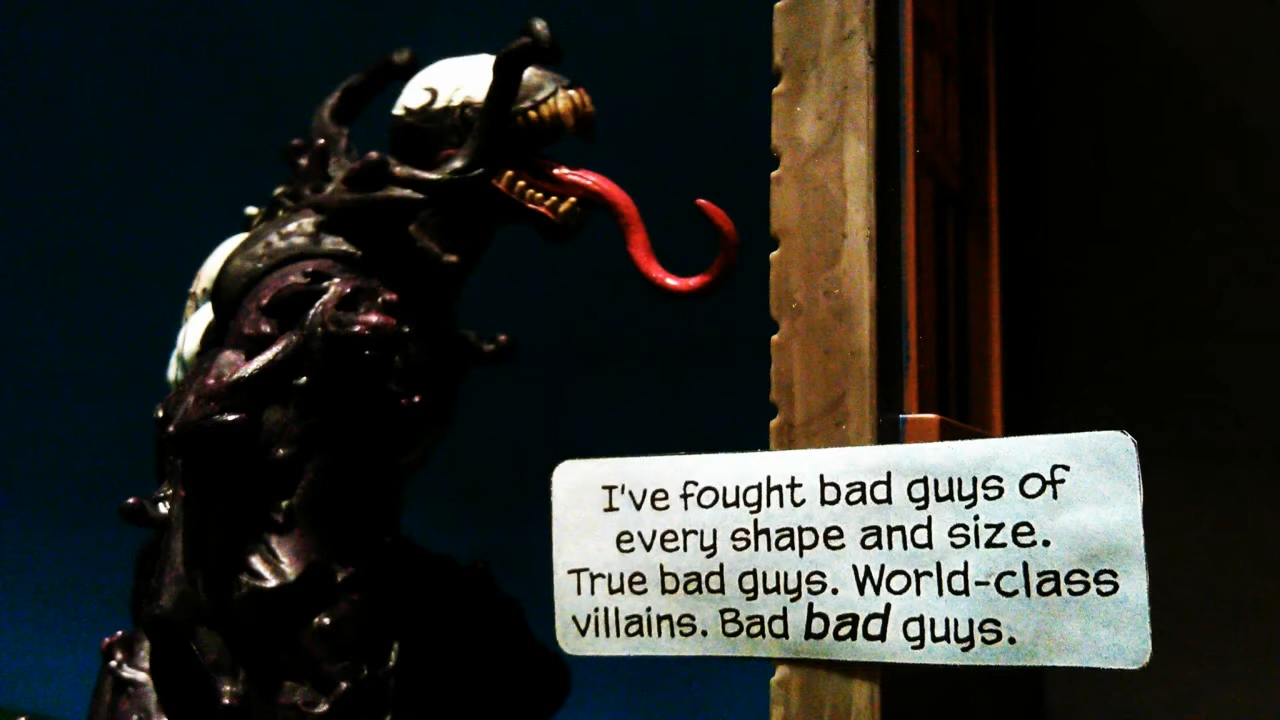 I've fought bad guys of
every shape and size.
True bad guys. World-class
villains. Bad bad guys.